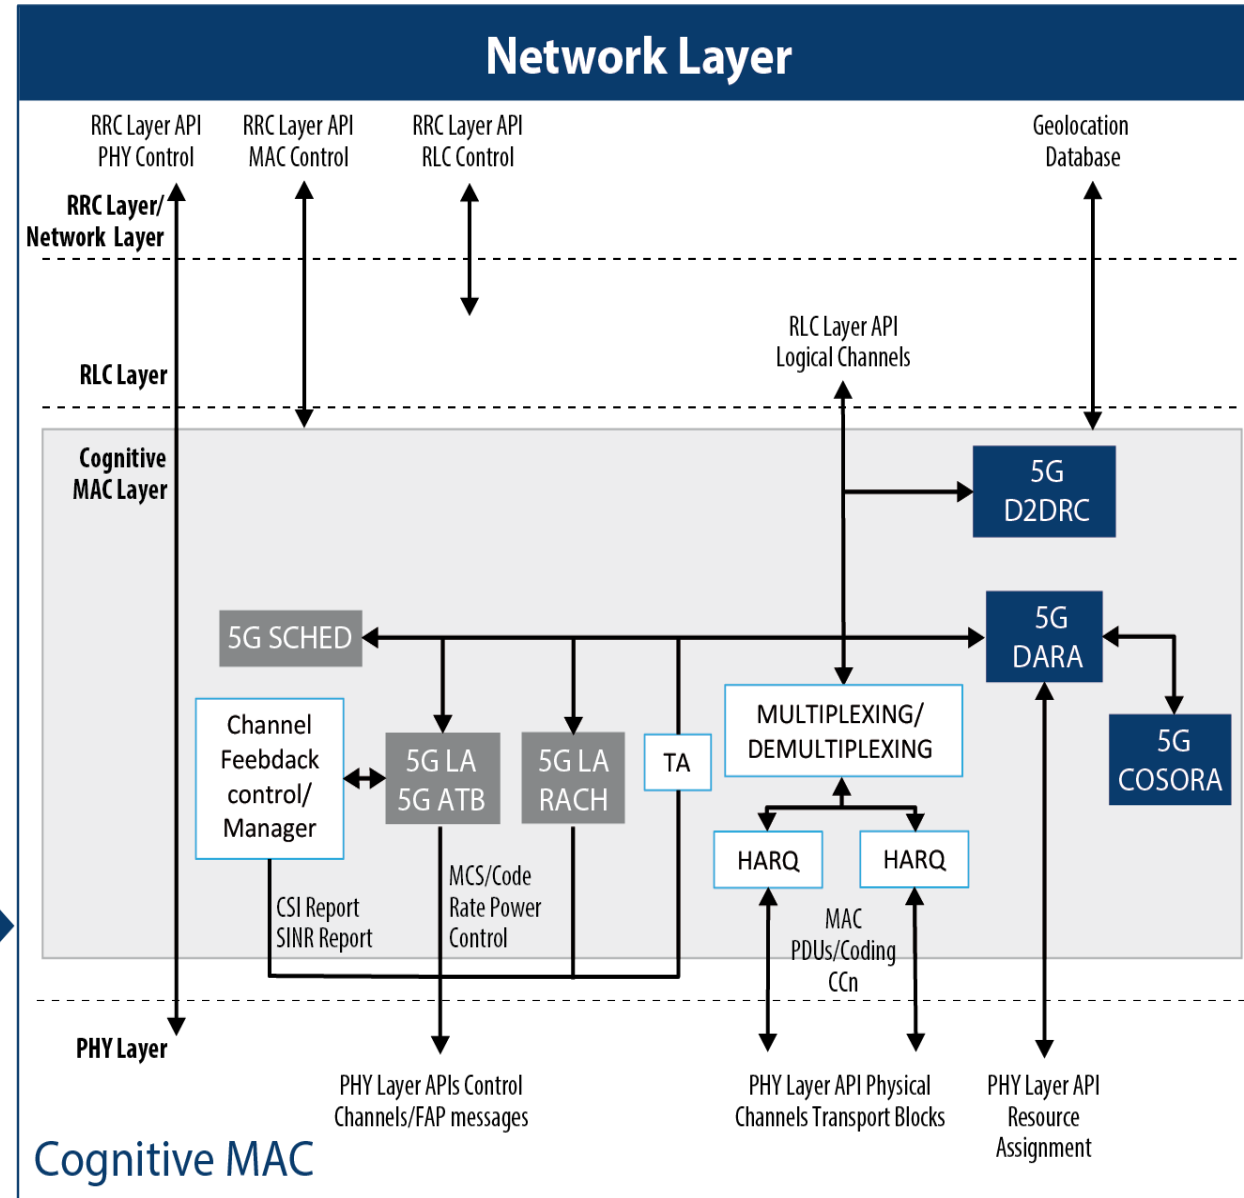 Network Layer
RRC Layer API
PHY Control
RRC Layer API
MAC Control
RRC Layer API
RLC Control
Geolocation
Database
RRC Layer/
Network Layer
RLC Layer API
Logical Channels
RLC Layer
Cognitive
MAC Layer
5G
D2DRC
5G SCHED
5G
DARA
Channel
Feebdack
control/
Manager
5G LA
5G ATB
5G LA
RACH
TA
MULTIPLEXING/
DEMULTIPLEXING
5G
COSORA
HARQ
HARQ
CSI Report
SINR Report
MCS/Code
Rate Power
Control
MAC
PDUs/Coding
CCn
PHY Layer
PHY Layer APIs Control
Channels/FAP messages
PHY Layer API Physical
Channels Transport Blocks
PHY Layer API
Resource
Assignment
Cognitive MAC